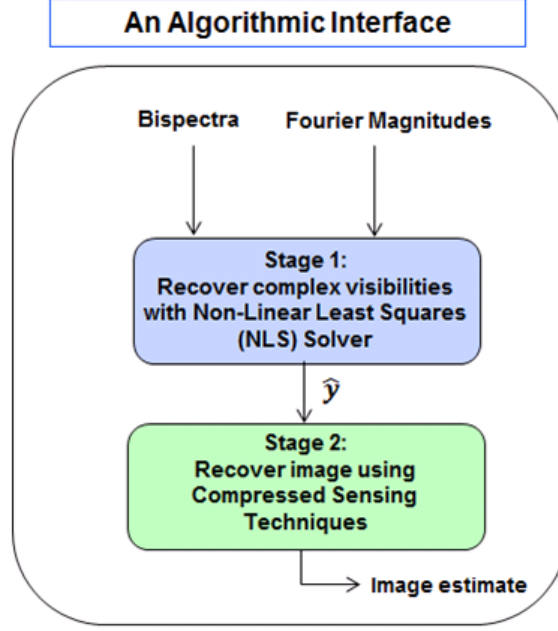 An Algorithmic Interface
Bispectra
Fourier Magnitudes
Stage 1:
Recover complex visibilities
with Non-Linear Least Squares
(NLS) Solver
ŷ
Stage 2:
Recover image using
Compressed Sensing
Techniques
Image estimate